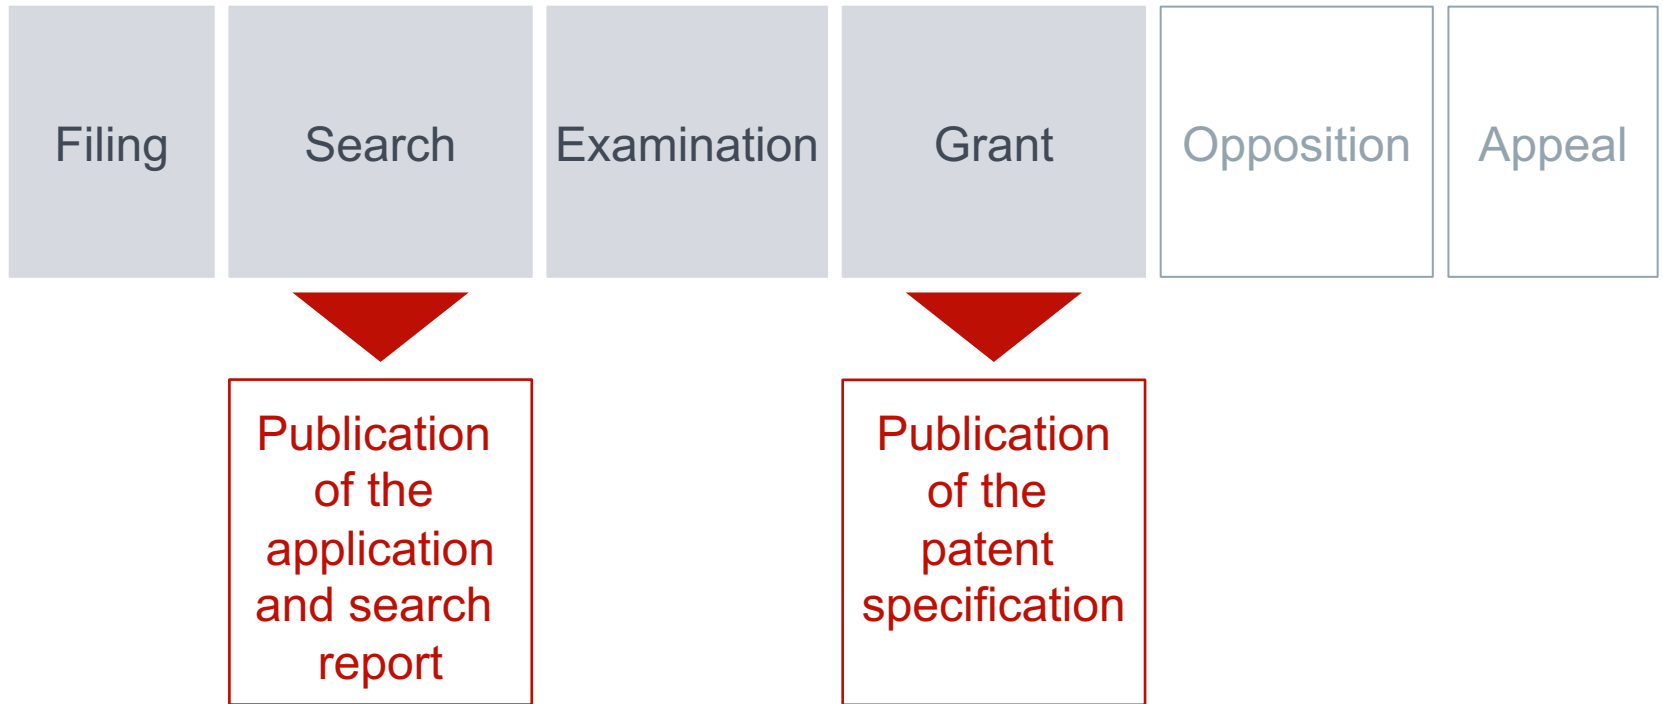 Filing
Search
Examination
Grant
Opposition
Appeal
Publication
of the
application
and search
report
Publication
of the
patent
specification